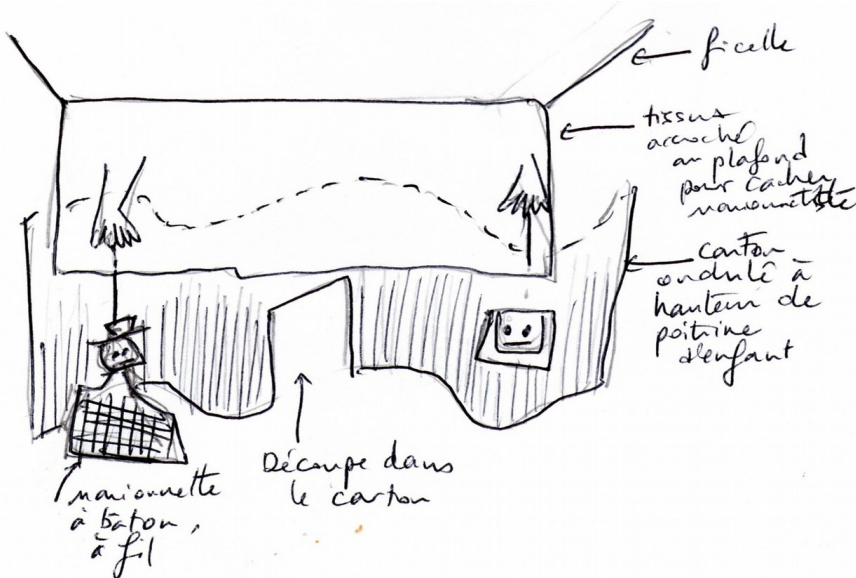 ficelle
tissus
accroché
au plafond
pour cacher
carton
ondulé à
hauteur de
poitrine
d'enfant
Découpe dans
le carton
marionnette
à bâton,
à fil